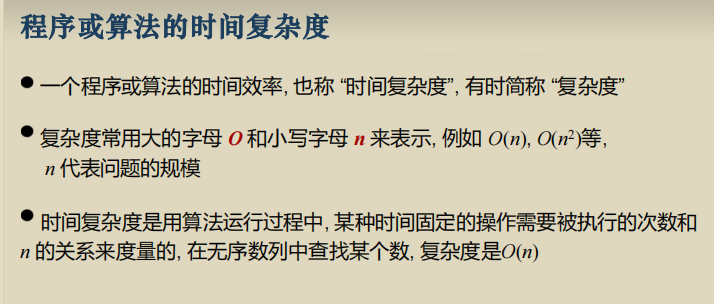 程序或算法的时间复杂度
● 一个程序或算法的时间效率, 也称 “时间复杂度”, 有时简称 “复杂度”
● 复杂度常用大的字母 O 和小写字母 n 来表示, 例如 O(n), O(n²)等,
n 代表问题的规模
● 时间复杂度是用算法运行过程中, 某种时间固定的操作需要被执行的次数和
n 的关系来度量的, 在无序数列中查找某个数, 复杂度是O(n)